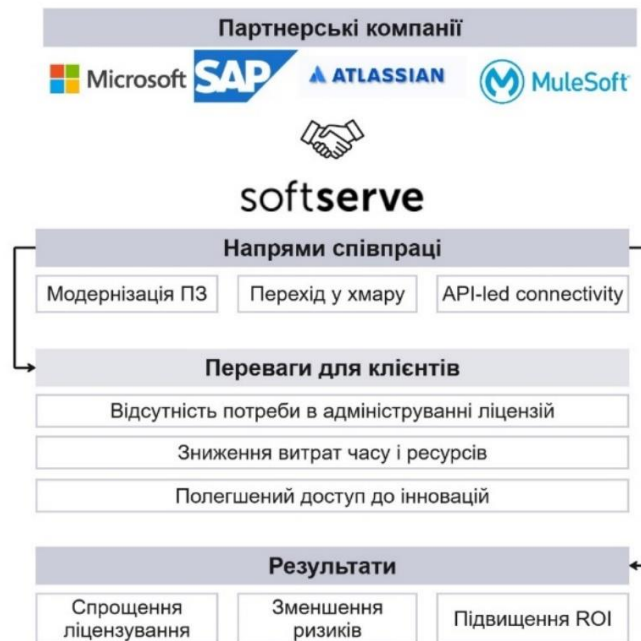 Партнерські компанії
Microsoft SAP ATLASSIAN MuleSoft
softserve
Напрями співпраці
Модернізація ПЗ Перехід у хмару API-led connectivity
Переваги для клієнтів
Відсутність потреби в адмініструванні ліцензій
Зниження витрат часу і ресурсів
Полегшений доступ до інновацій
Результати
Спрощення
ліцензування
Зменшення
ризиків
Підвищення ROI